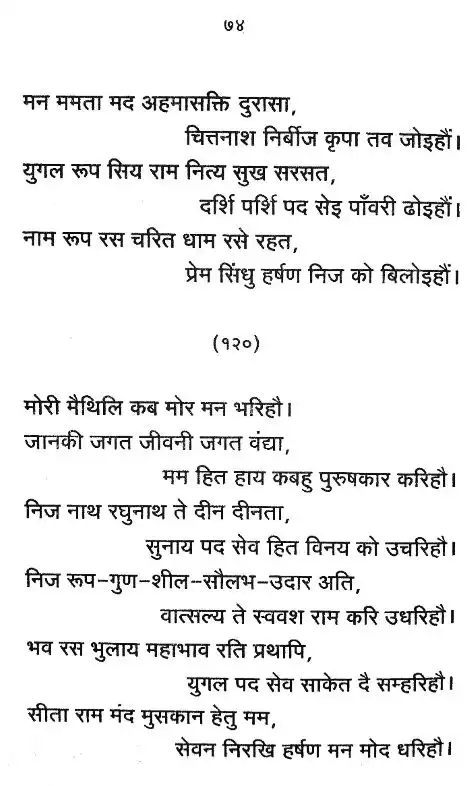 ७४
मन ममता मद अहमासक्ति दुरासा,
चित्तनाश निर्बीज कृपा तव जोइहौं।
युगल रूप सिय राम नित्य सुख सरसत,
दर्शि पर्शि पद सेइ पाँवरी ढोइहौं।
नाम रूप रस चरित धाम रसे रहत,
प्रेम सिंधु हर्षण निज को बिलोइहौं।
(१२०)
मोरी मैथिलि कब मोर मन भरिहौ।
जानकी जगत जीवनी जगत वंद्या,
मम हित हाय कबहु पुरुषकार करिहौ।
निज नाथ रघुनाथ ते दीन दीनता,
सुनाय पद सेव हित विनय को उचरिहौ।
निज रूप-गुण-शील-सौलभ-उदार अति,
वात्सल्य ते स्ववश राम करि उधरिहौ।
भव रस भुलाय महाभाव रति प्रथापि,
युगल पद सेव साकेत दै सम्हरिहौ।
सीता राम मंद मुसकान हेतु मम,
सेवन निरखि हर्षण मन मोद धरिहौ।